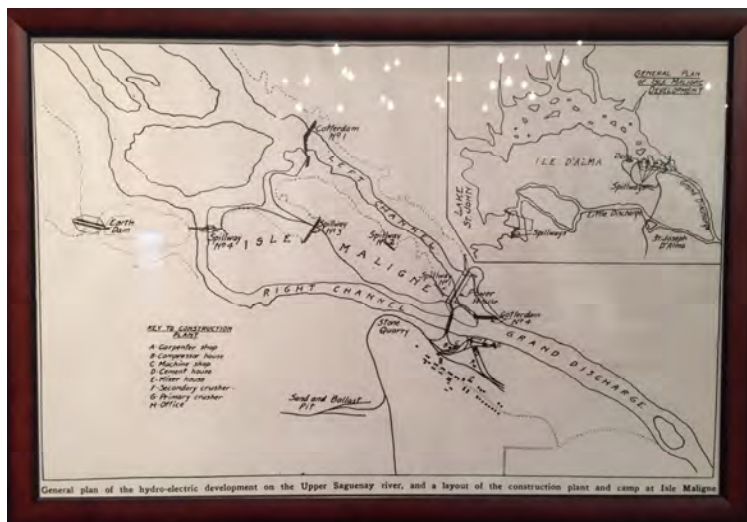 GENERAL PLAN
OF ISLE MALIGNE
DEVELOPMENT
ILE D'ALMA
LAKE
ST. JOHN
Spillways
Spillways
Little Discharge
St. Joseph
D'Alma
Cofferdam
No 1
LEFT CHANNEL
Earth
Dam
Spillway
No 4
ISLE
MALIGNE
Spillway
No 3
Spillway
Spillway
Power
House
Cofferdam
No 4
RIGHT CHANNEL
GRAND DISCHARGE
Stone
Quarry
Sand and Ballast
Pit
KEY TO CONSTRUCTION
PLANT
A-Carpenter shop
B-Compressor house
C-Machine shop
D-Cement house
E-Mixer house
F-Secondary crusher
G-Primary crusher
H-Office
General plan of the hydro-electric development on the Upper Saguenay river, and a layout of the construction plant and camp at Isle Maligne